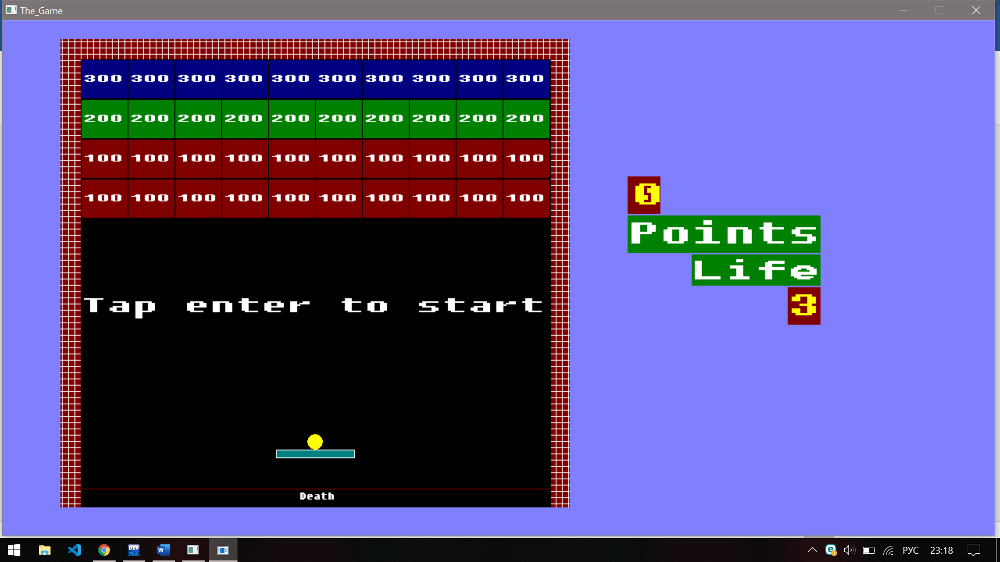 The_Game
300 300 300 300 300 300 300 300 300 300
200 200 200 200 200 200 200 200 200 200
100 100 100 100 100 100 100 100 100 100
100 100 100 100 100 100 100 100 100 100
Tap enter to start
Death
5
Points
Life
3
DEV
W
РУС 23:18